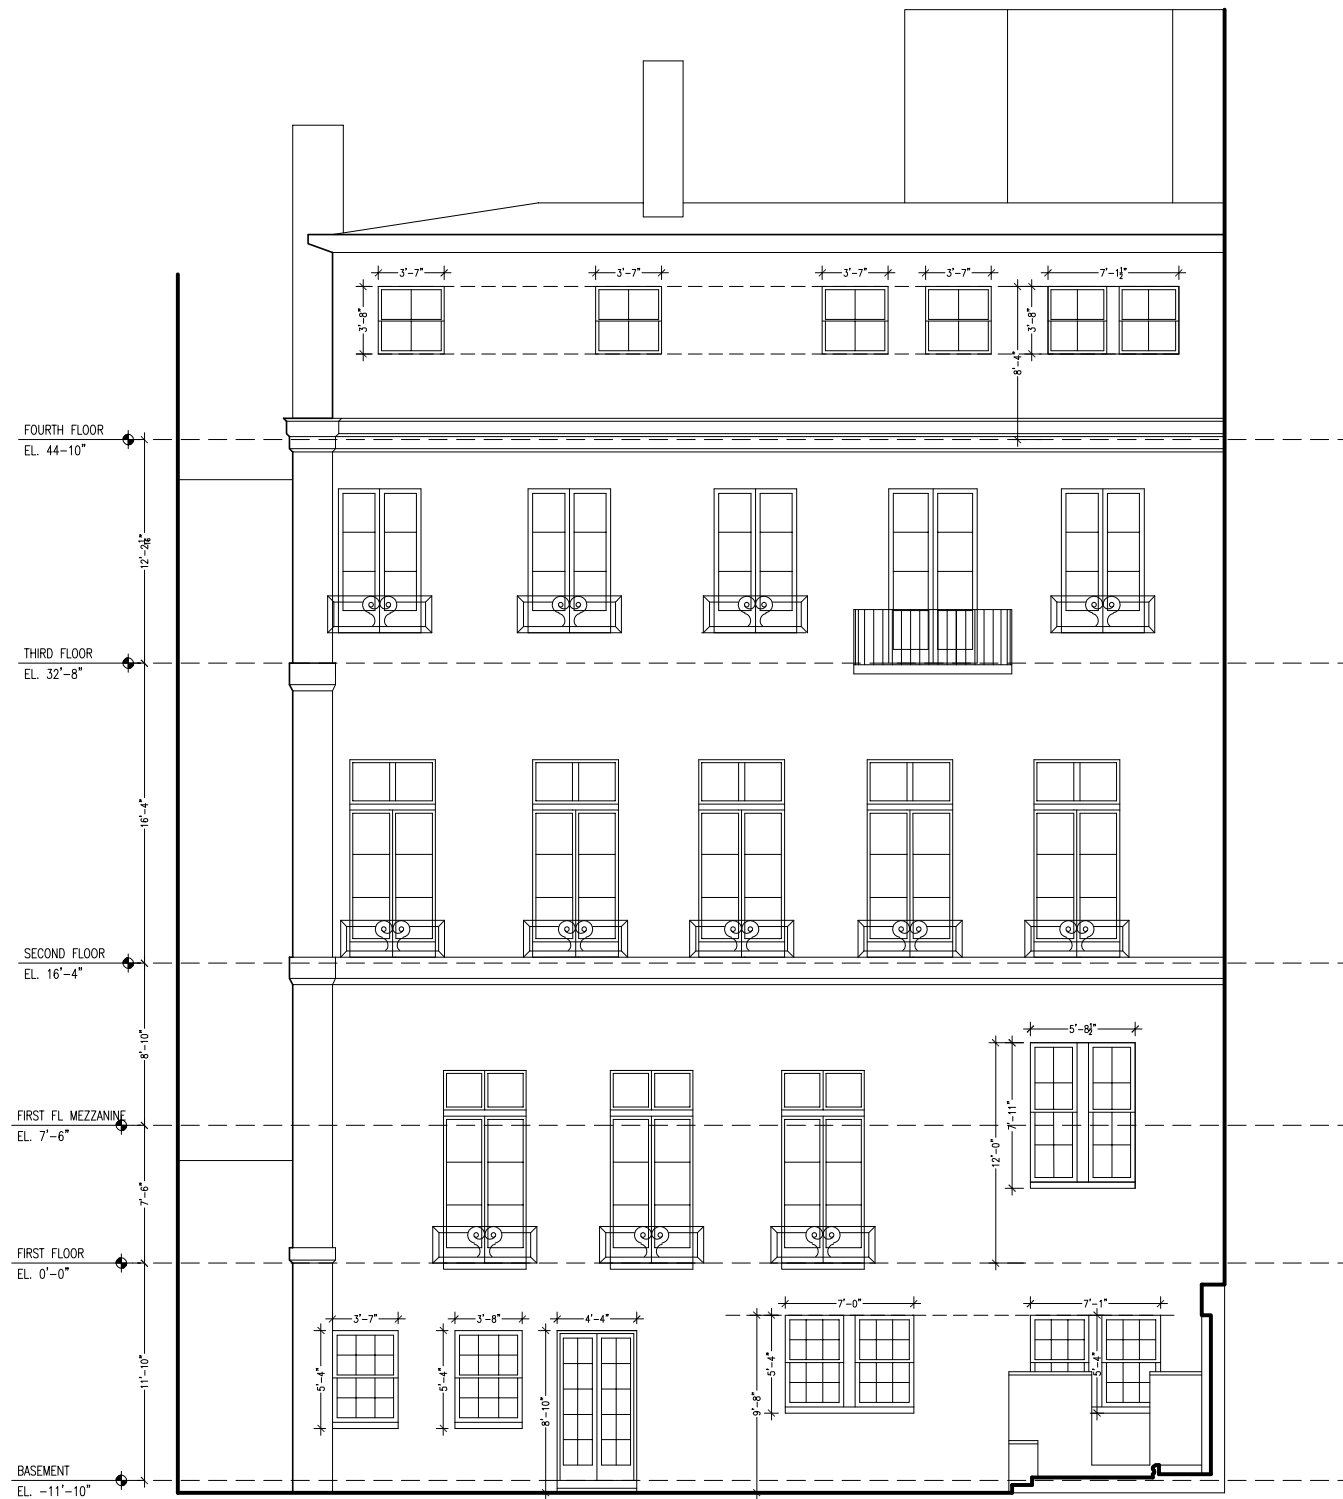 3'-7"
3'-7"
3'-7"
3'-7"
7'-1½"
3'-8"
3'-8"
8'-4"
FOURTH FLOOR
EL. 44-10"
THIRD FLOOR
EL. 32'-8"
16'-4"
SECOND FLOOR
EL. 16'-4"
8'-10"
5'-8½"
7'-11"
12'-0"
FIRST FL MEZZANINE
EL. 7'-6"
7'-6"
FIRST FLOOR
EL. 0'-0"
11'-10"
3'-7"
3'-8"
4'-4"
7'-0"
7'-1"
5'-4"
5'-4"
8'-10"
9'-8"
5'-4"
5'-4"
BASEMENT
EL. -11'-10"